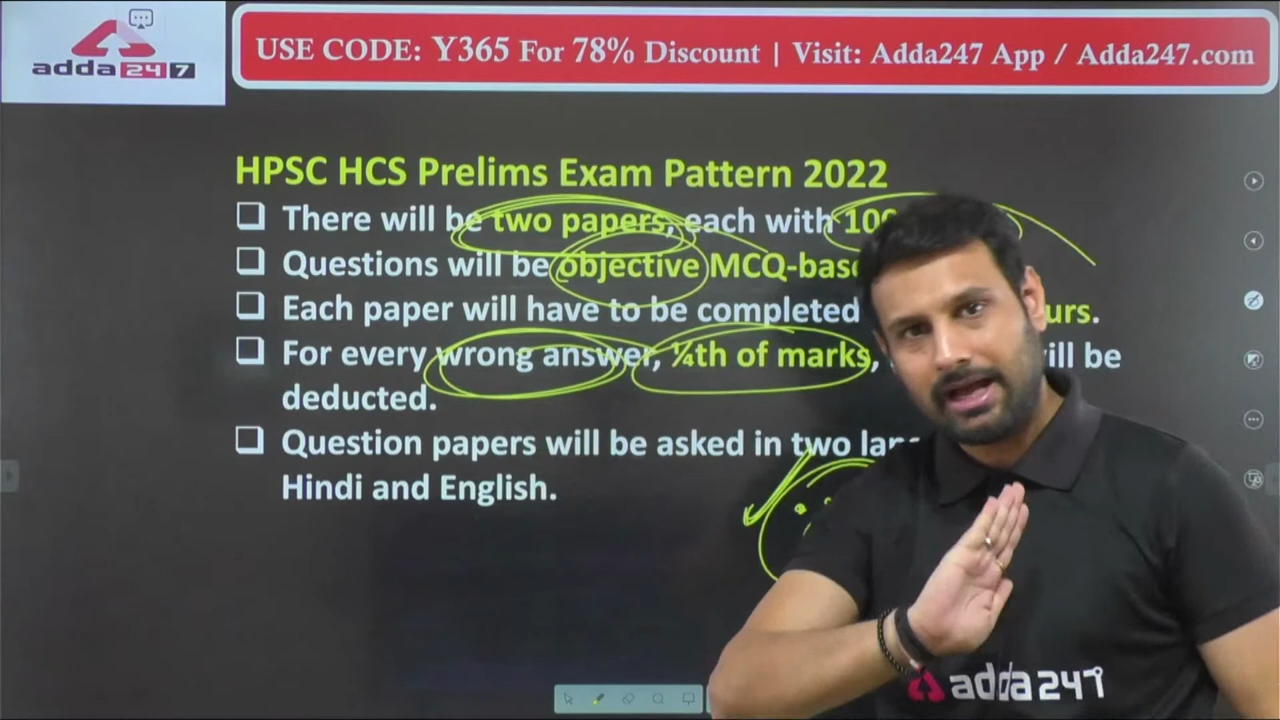 adda247
USE CODE: Y365 For 78% Discount | Visit: Adda247 App / Adda247.com
HPSC HCS Prelims Exam Pattern 2022
There will be two papers, each with
Questions will be objective
Each paper will have to be completed
For every wrong answer, ¼th of marks, will be
deducted.
Question papers will be asked in two
Hindi and English.
adda247